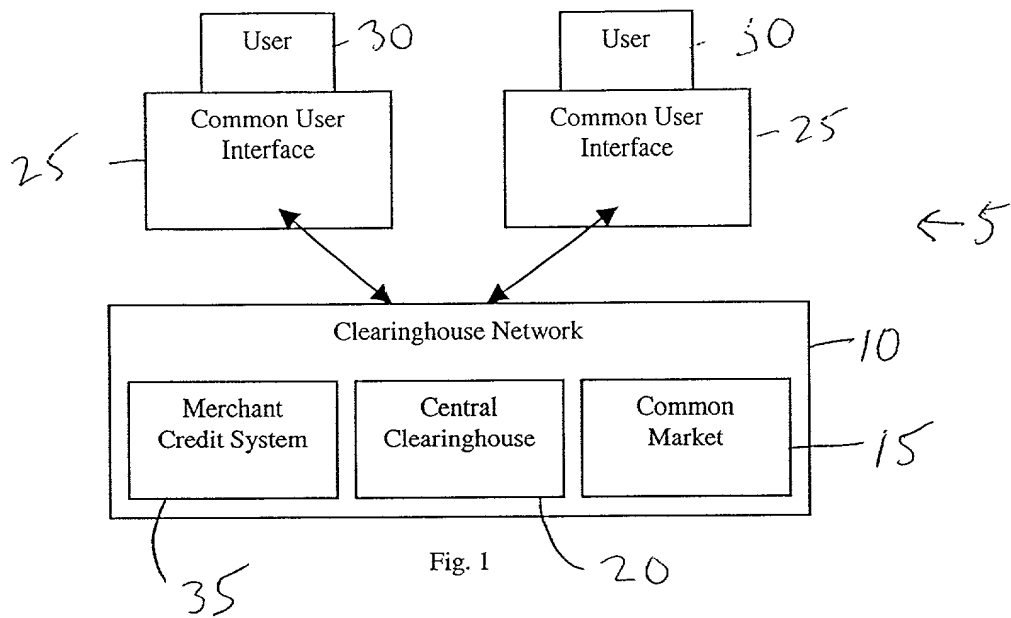 User 30
User 30
Common User
Interface
25
Common User
Interface
25
5
Clearinghouse Network
10
Merchant
Credit System
Central
Clearinghouse
Common
Market
15
Fig. 1
35
20